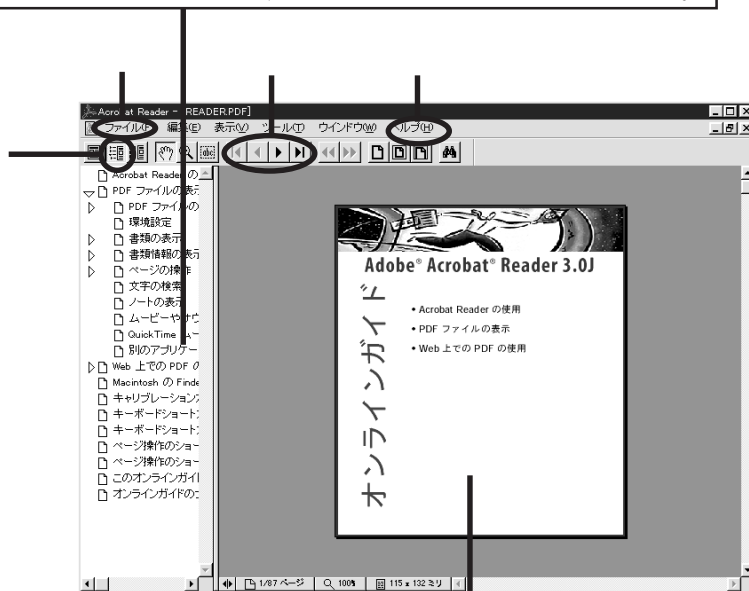 Acrobat Reader - [READER.PDF]
ファイル(F) 編集(E) 表示(V) ツール(T) ウインドウ(W) ヘルプ(H)
abc
Acrobat Reader の
PDF ファイルの表示
PDF ファイルの
環境設定
書類の表示
書類情報の表示
ページの操作
文字の検索
ノートの表示
ムービーやサウ
QuickTime ムー
別のアプリケー
Web 上での PDF の
Macintosh の Finde
キャリブレーション
キーボードショート
キーボードショート
ページ操作のショー
ページ操作のショー
このオンラインガイド
オンラインガイドの
Adobe® Acrobat® Reader 3.0J
オンラインガイド
• Acrobat Reader の使用
• PDF ファイルの表示
• Web 上での PDF の使用
1/87 ページ 100% 115 x 132 ミリ